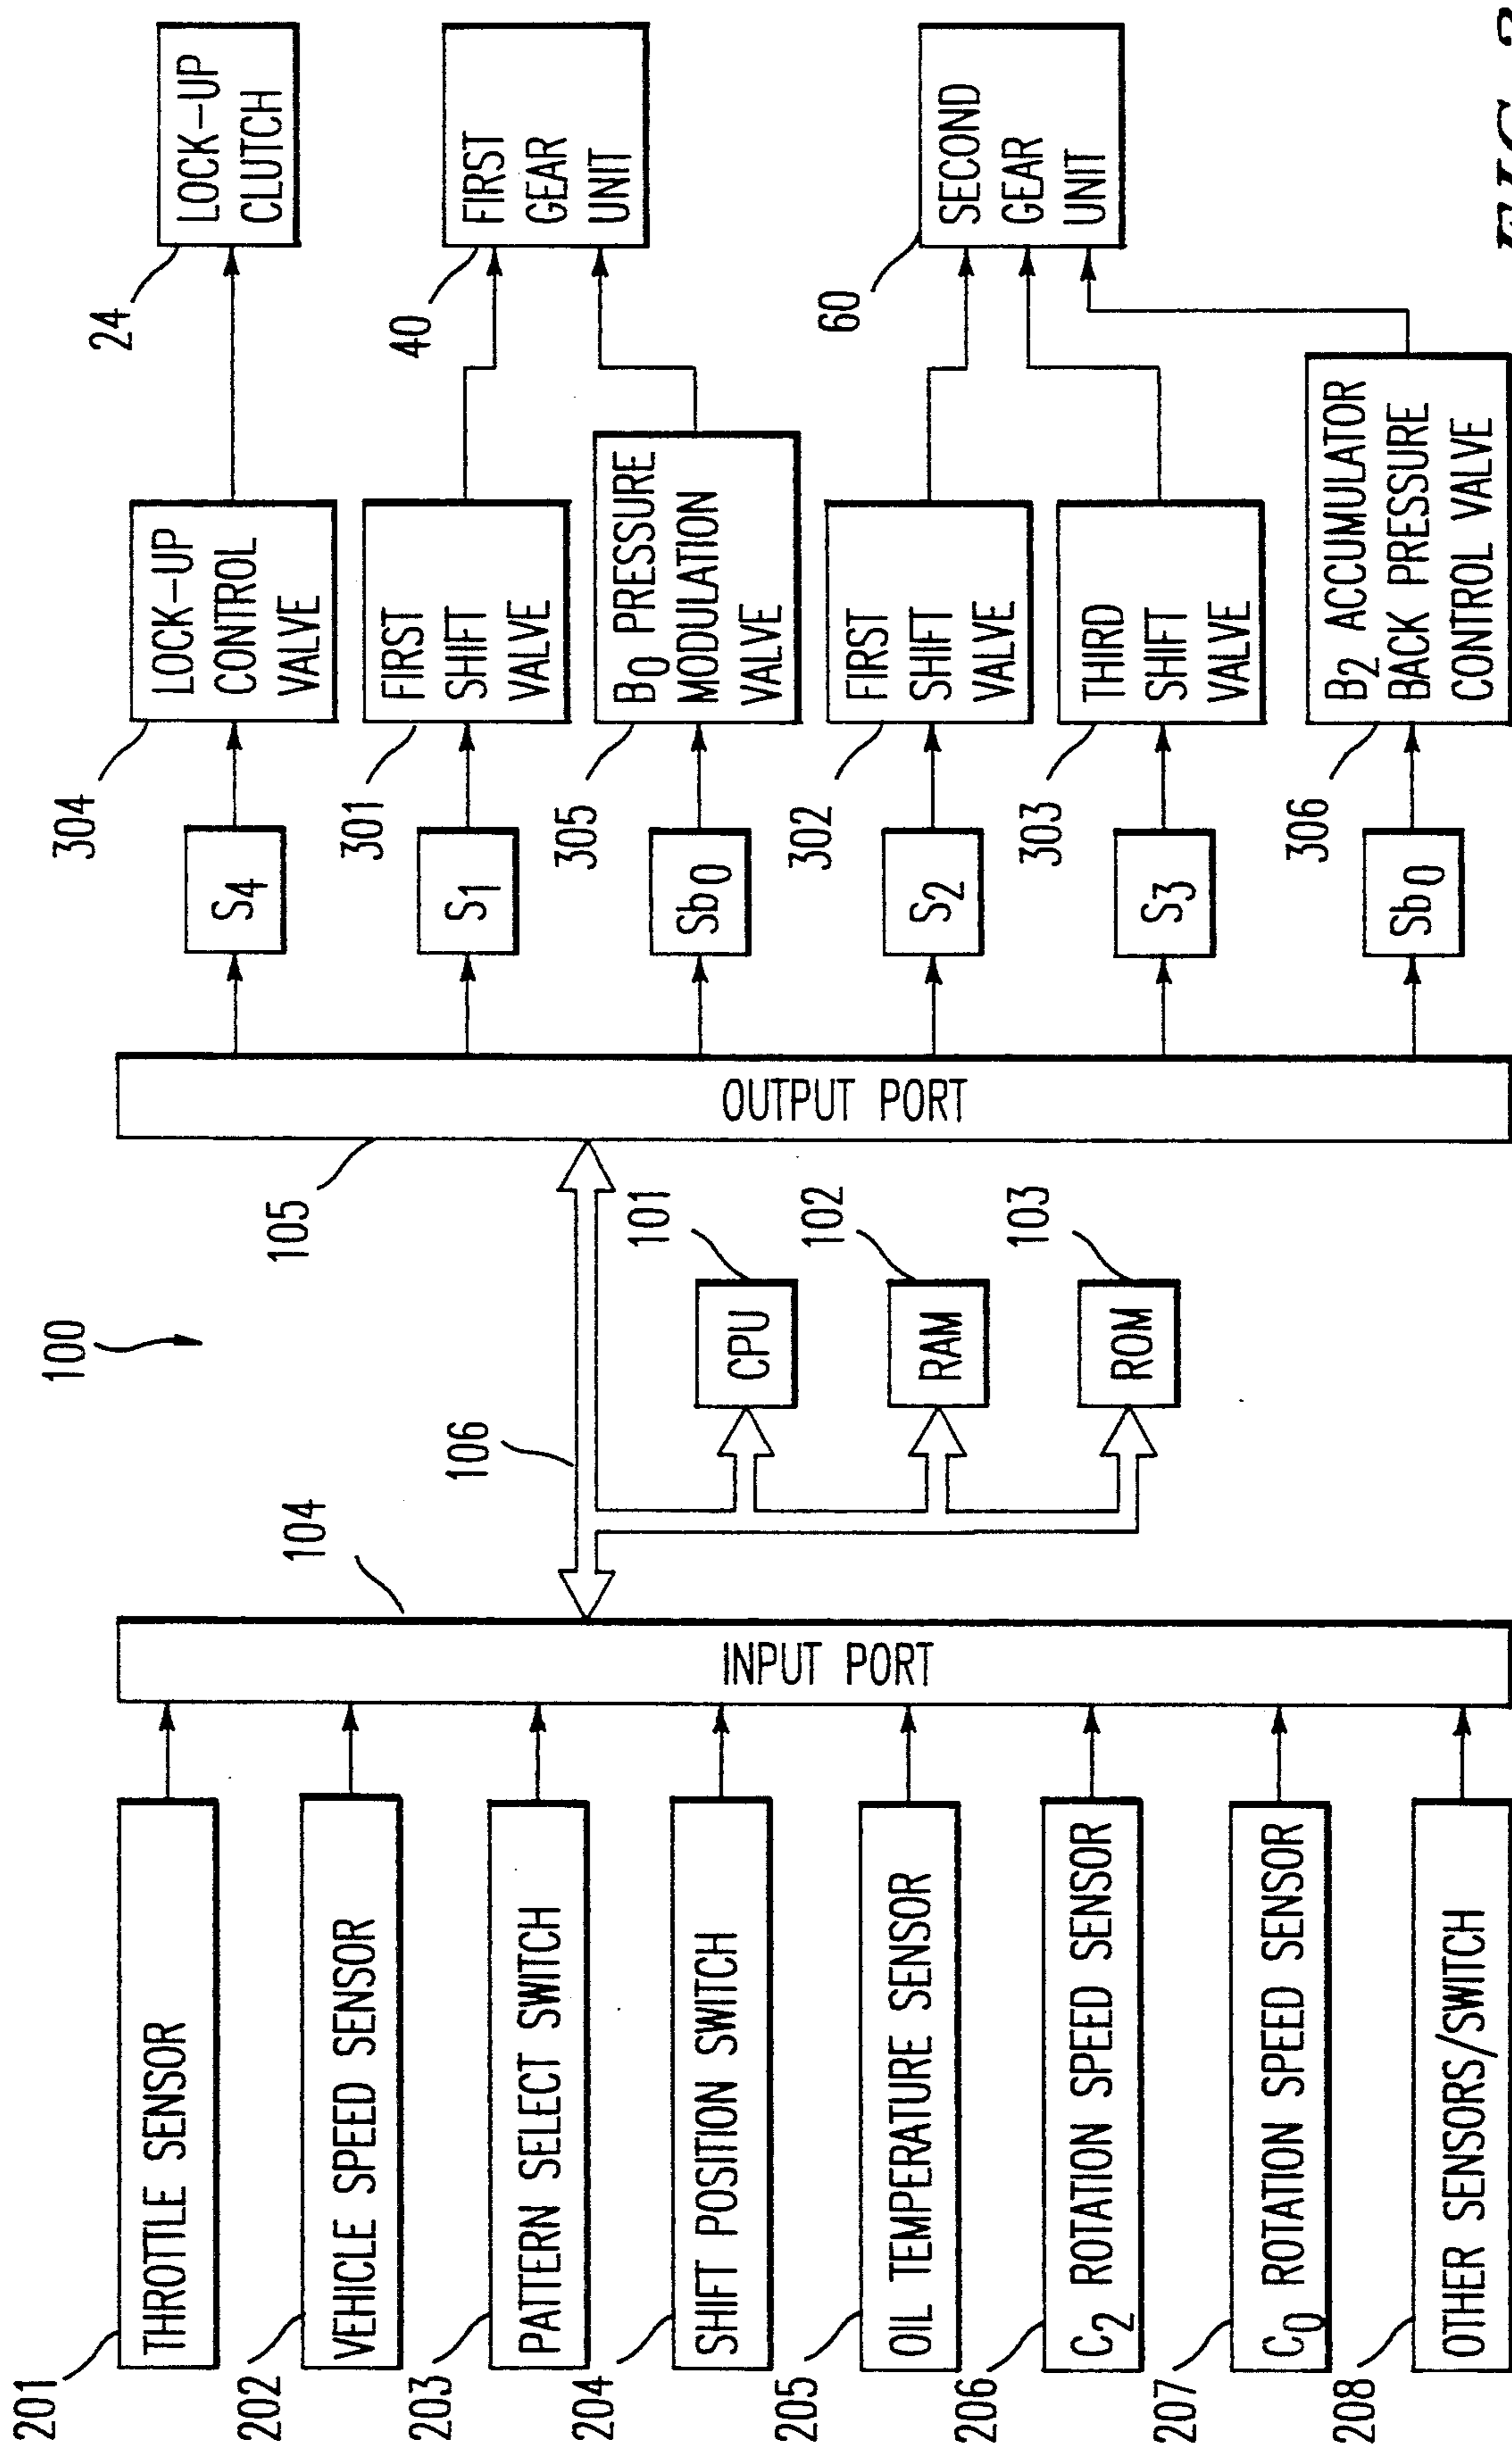 100
201
THROTTLE SENSOR
202
VEHICLE SPEED SENSOR
203
PATTERN SELECT SWITCH
204
SHIFT POSITION SWITCH
205
OIL TEMPERATURE SENSOR
206
C2 ROTATION SPEED SENSOR
207
C0 ROTATION SPEED SENSOR
208
OTHER SENSORS/SWITCH
104
INPUT PORT
106
101
CPU
102
RAM
103
ROM
105
OUTPUT PORT
S4
304
LOCK-UP
CONTROL
VALVE
24
LOCK-UP
CLUTCH
S1
301
FIRST
SHIFT
VALVE
40
FIRST
GEAR
UNIT
Sb0
305
B0 PRESSURE
MODULATION
VALVE
S2
302
FIRST
SHIFT
VALVE
60
SECOND
GEAR
UNIT
S3
303
THIRD
SHIFT
VALVE
Sb0
306
B2 ACCUMULATOR
BACK PRESSURE
CONTROL VALVE